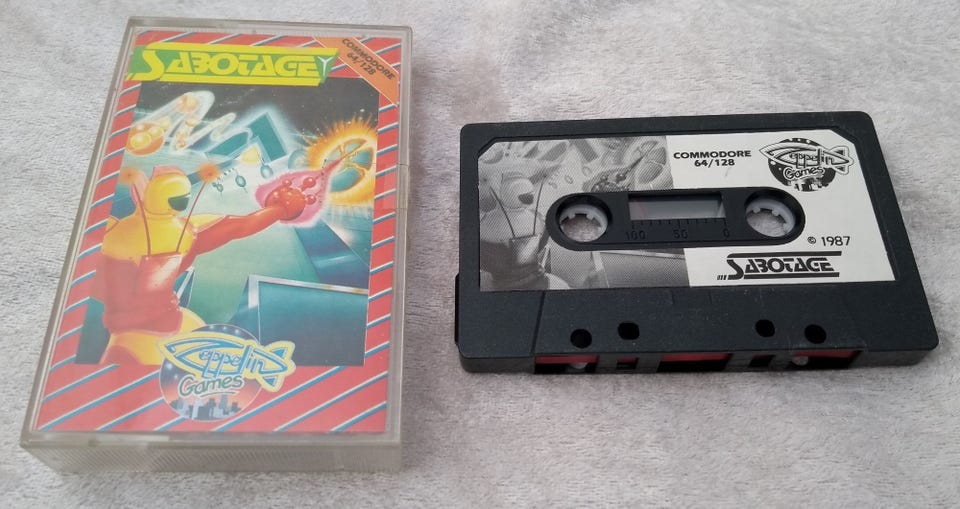 SABOTAGE
COMMODORE
64/128
Zeppelin
Games
COMMODORE
64/128
Zeppelin
Games
100 50 0
© 1987
SABOTAGE